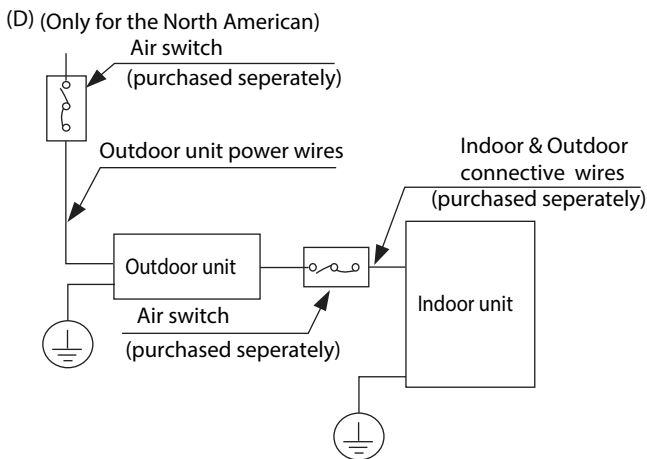 (D) (Only for the North American)
Air switch
(purchased seperately)
Outdoor unit power wires
Indoor & Outdoor
connective wires
(purchased seperately)
Outdoor unit
Indoor unit
Air switch
(purchased seperately)